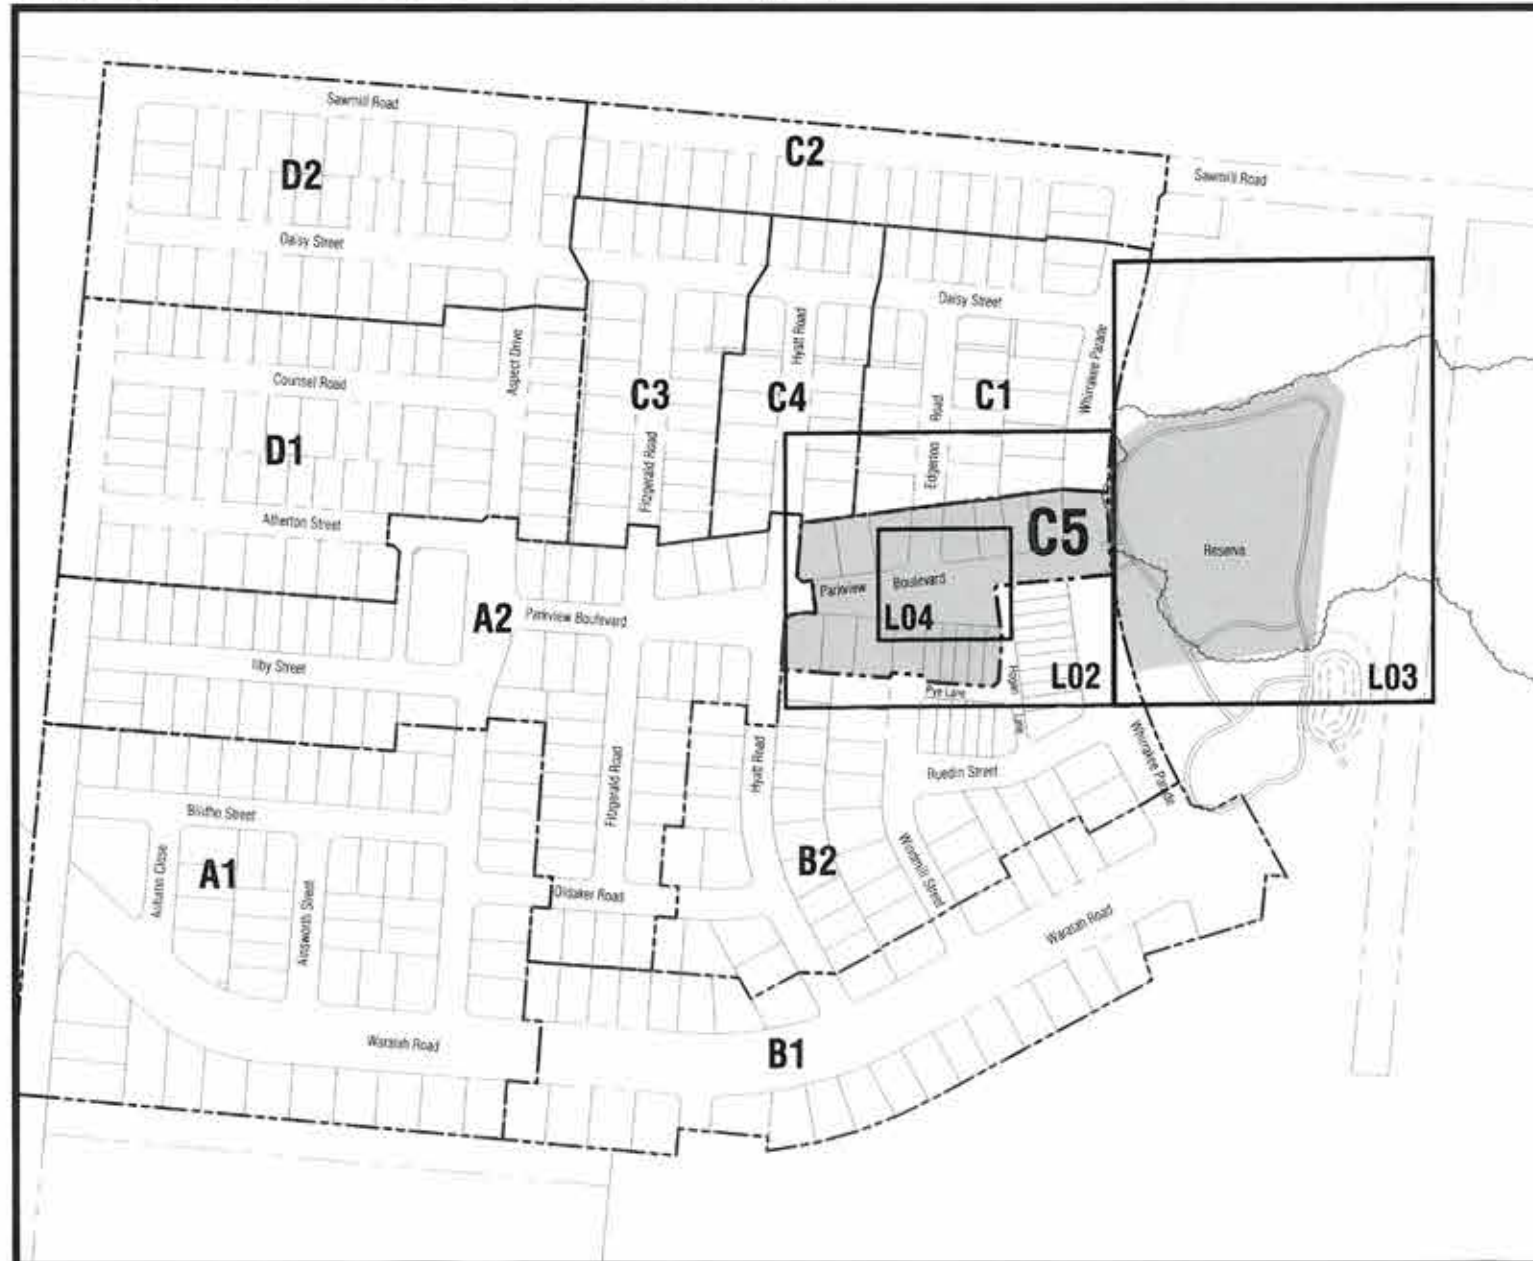 Sawmill Road
C2
D2
Sawmill Road
Daisy Street
Daisy Street
Hyatt Road
Aspect Drive
Whirrakee Parade
Counsel Road
C3
C4
C1
Edgerton Road
D1
Fitzgerald Road
Atherton Street
C5
Reserve
Parkview Boulevard
L04
A2
Parkview Boulevard
Ilby Street
Pye Lane
Hogan Lane
L02
L03
Hyatt Road
Fitzgerald Road
Ruedin Street
Whirrakee Parade
Blithe Street
A1
Autumn Close
Ainsworth Street
B2
Windmill Street
Road
Waratah Road
Waratah Road
B1